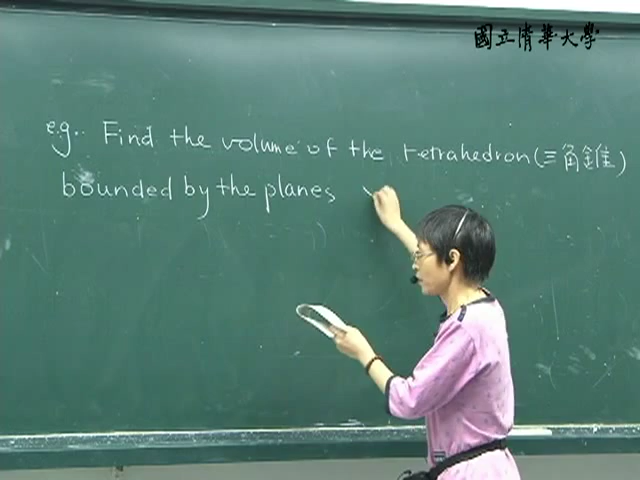 國立清華大學
e.g. Find the volume of the tetrahedron (三角錐)
bounded by the planes